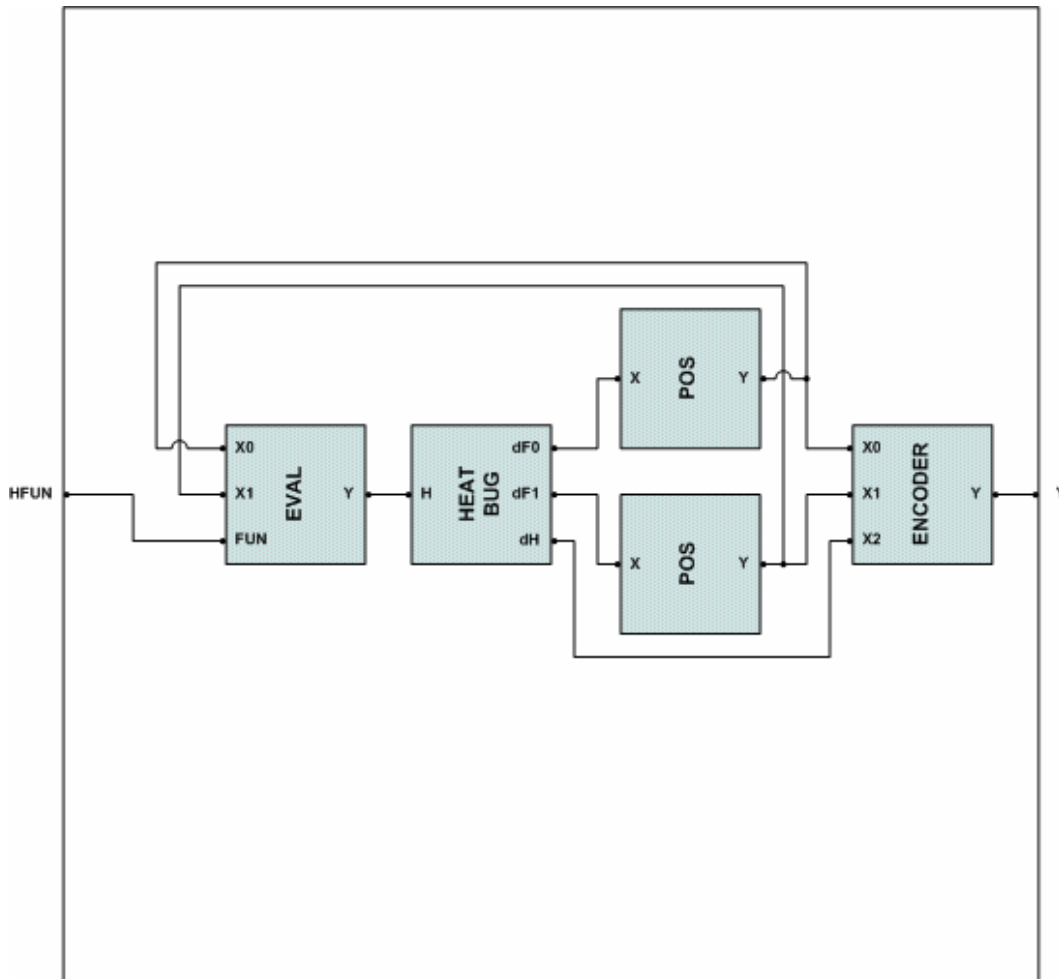 HFUN
X0
X1
FUN
EVAL
Y
H
HEAT
BUG
dF0
dF1
dH
X
POS
Y
X
POS
Y
X0
X1
X2
ENCODER
Y